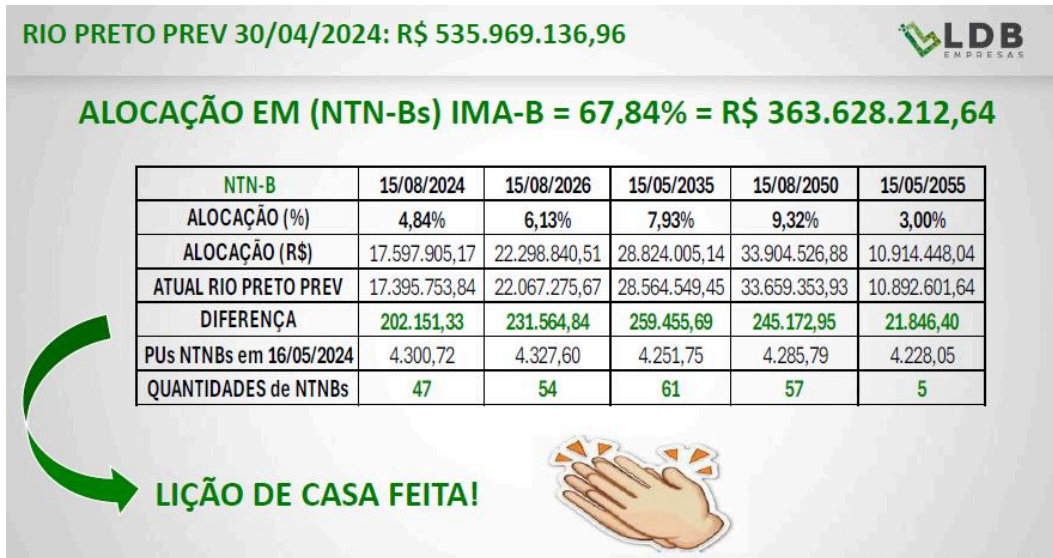 RIO PRETO PREV 30/04/2024: R$ 535.969.136,96
LDB
EMPRESAS
ALOCAÇÃO EM (NTN-Bs) IMA-B = 67,84% = R$ 363.628.212,64
NTN-B 15/08/2024 15/08/2026 15/05/2035 15/08/2050 15/05/2055
ALOCAÇÃO (%) 4,84% 6,13% 7,93% 9,32% 3,00%
ALOCAÇÃO (R$) 17.597.905,17 22.298.840,51 28.824.005,14 33.904.526,88 10.914.448,04
ATUAL RIO PRETO PREV 17.395.753,84 22.067.275,67 28.564.549,45 33.659.353,93 10.892.601,64
DIFERENÇA 202.151,33 231.564,84 259.455,69 245.172,95 21.846,40
PUs NTNBs em 16/05/2024 4.300,72 4.327,60 4.251,75 4.285,79 4.228,05
QUANTIDADES de NTNBs 47 54 61 57 5
LIÇÃO DE CASA FEITA!